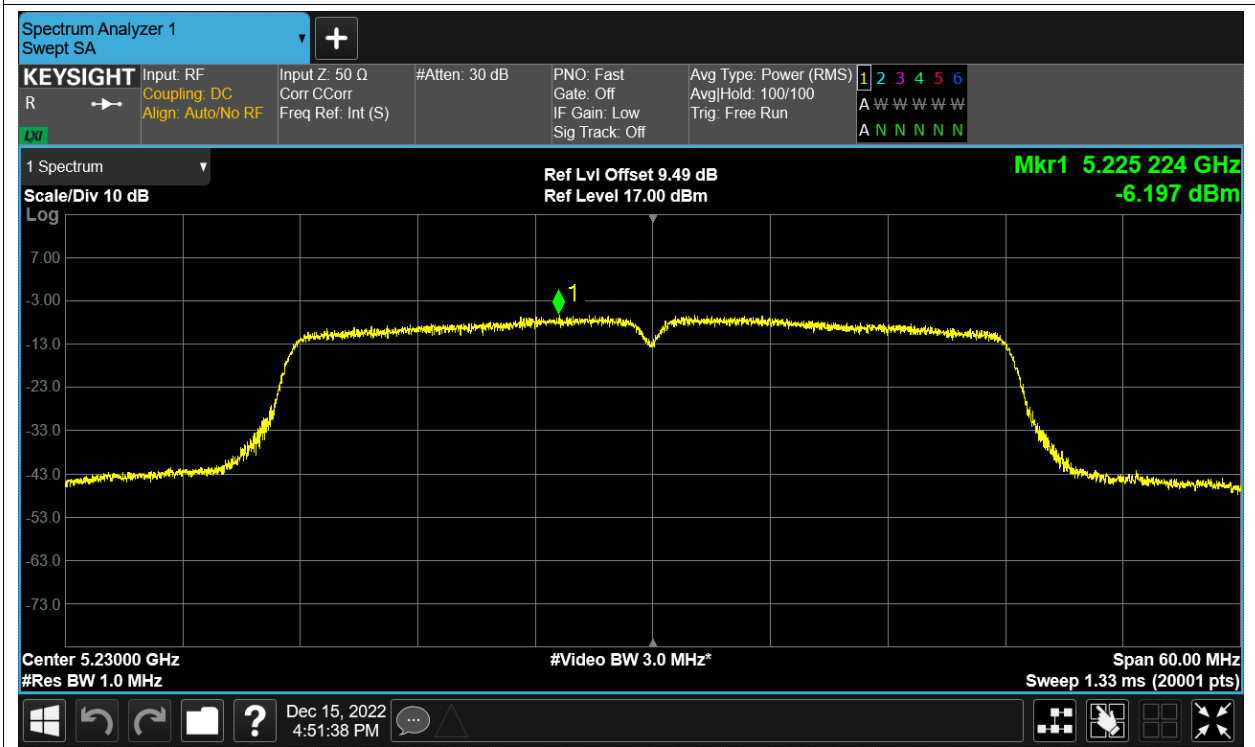 Spectrum Analyzer 1
Swept SA
KEYSIGHT
R
LXI
Input: RF
Coupling: DC
Align: Auto/No RF
Input Z: 50 Ω
Corr CCorr
Freq Ref: Int (S)
#Atten: 30 dB
PNO: Fast
Gate: Off
IF Gain: Low
Sig Track: Off
Avg Type: Power (RMS)
Avg|Hold: 100/100
Trig: Free Run
1 2 3 4 5 6
A W W W W W
A N N N N N
1 Spectrum
Scale/Div 10 dB
Log
Ref Lvl Offset 9.49 dB
Ref Level 17.00 dBm
Mkr1 5.225 224 GHz
-6.197 dBm
1
7.00
-3.00
-13.0
-23.0
-33.0
-43.0
-53.0
-63.0
-73.0
Center 5.23000 GHz
#Res BW 1.0 MHz
#Video BW 3.0 MHz*
Span 60.00 MHz
Sweep 1.33 ms (20001 pts)
?
Dec 15, 2022
4:51:38 PM